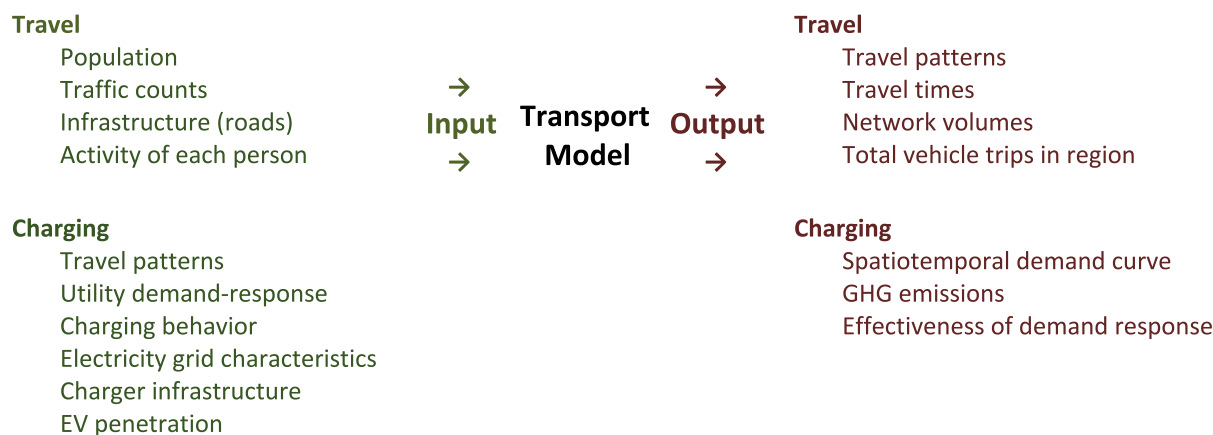 Travel
Population
Traffic counts
Infrastructure (roads)
Activity of each person
Charging
Travel patterns
Utility demand-response
Charging behavior
Electricity grid characteristics
Charger infrastructure
EV penetration
→
Input
→
Transport
Model
→
Output
→
Travel
Travel patterns
Travel times
Network volumes
Total vehicle trips in region
Charging
Spatiotemporal demand curve
GHG emissions
Effectiveness of demand response